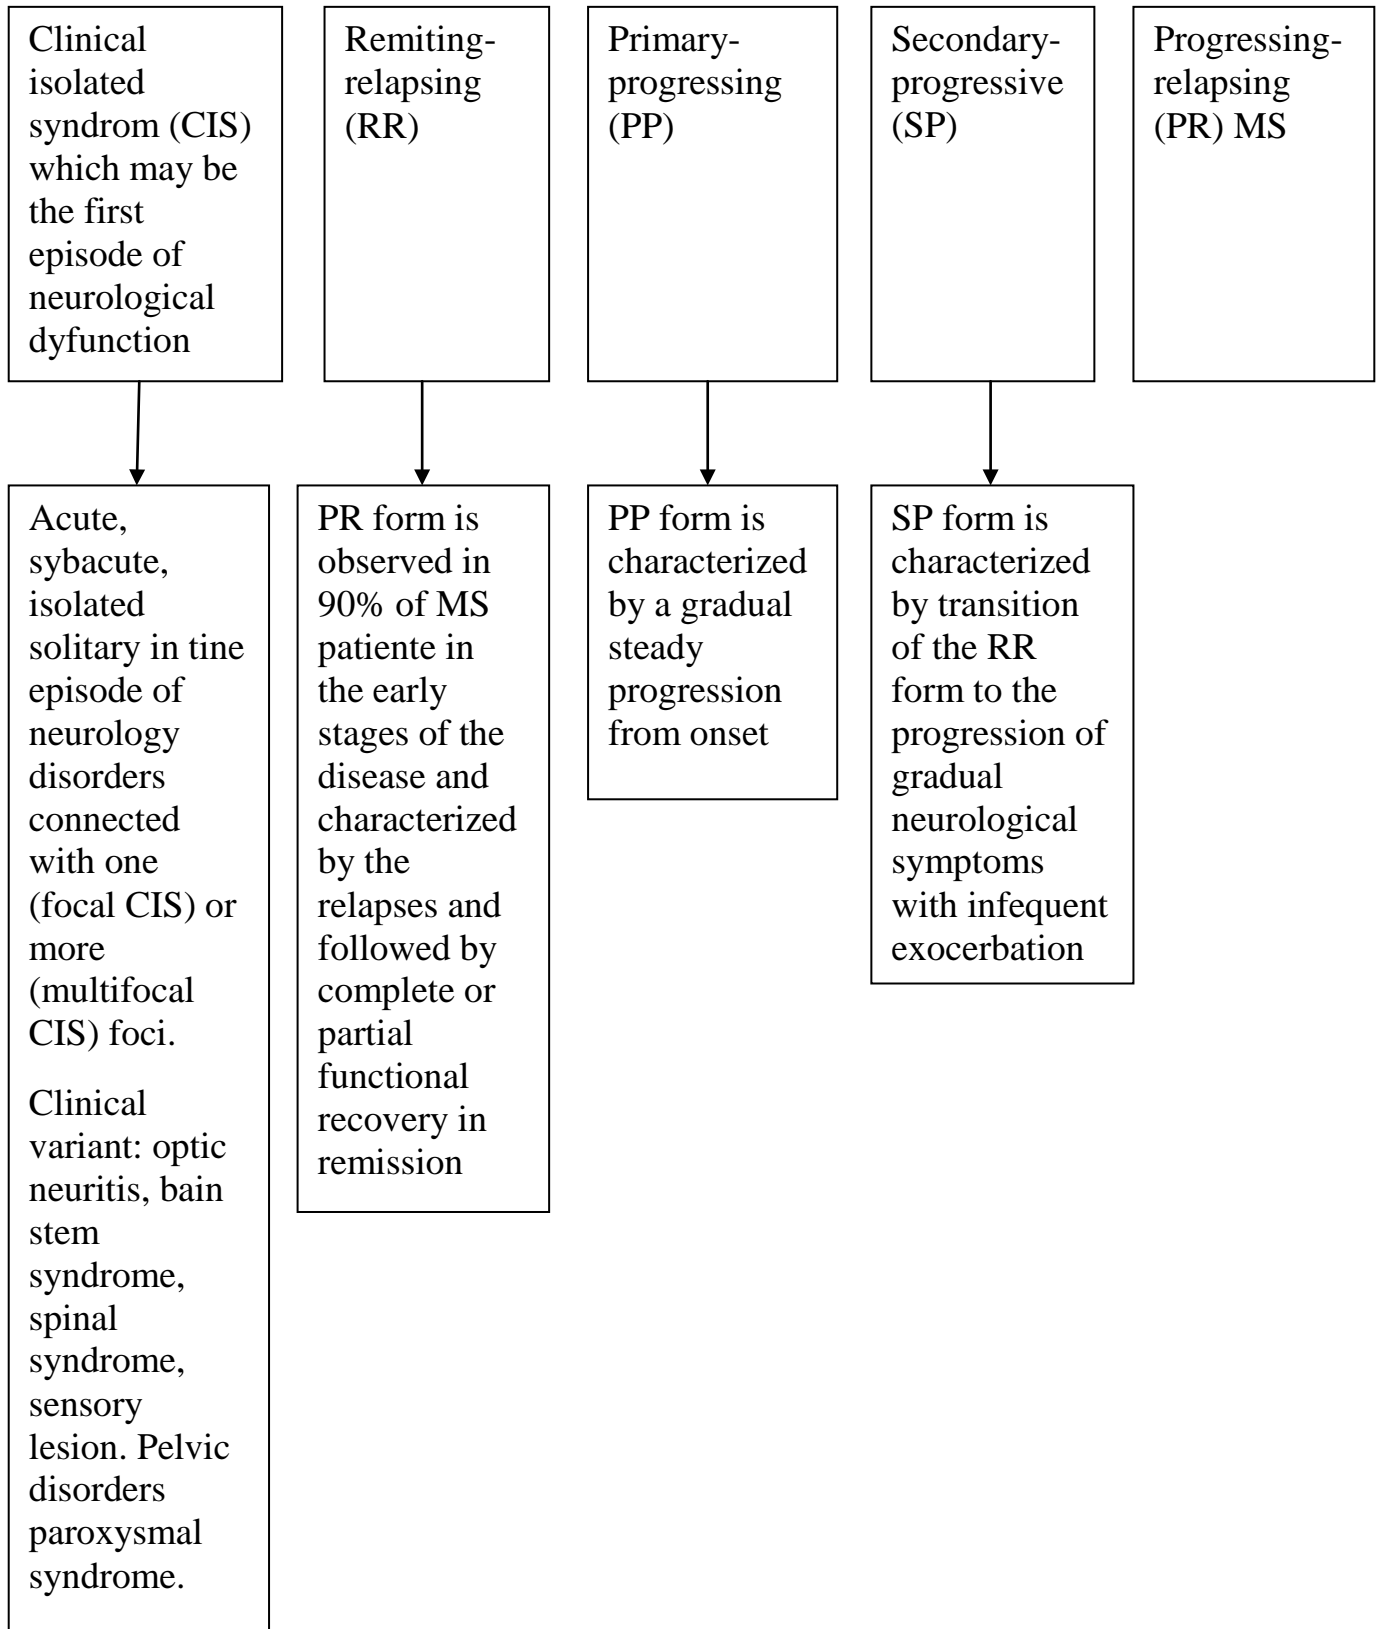 Clinical
isolated
syndrom (CIS)
which may be
the first
episode of
neurological
dyfunction
Remiting-
relapsing
(RR)
Primary-
progressing
(PP)
Secondary-
progressive
(SP)
Progressing-
relapsing
(PR) MS
Acute,
sybacute,
isolated
solitary in tine
episode of
neurology
disorders
connected
with one
(focal CIS) or
more
(multifocal
CIS) foci.
Clinical
variant: optic
neuritis, bain
stem
syndrome,
spinal
syndrome,
sensory
lesion. Pelvic
disorders
paroxysmal
syndrome.
PR form is
observed in
90% of MS
patiente in
the early
stages of the
disease and
characterized
by the
relapses and
followed by
complete or
partial
functional
recovery in
remission
PP form is
characterized
by a gradual
steady
progression
from onset
SP form is
characterized
by transition
of the RR
form to the
progression of
gradual
neurological
symptoms
with infequent
exocerbation